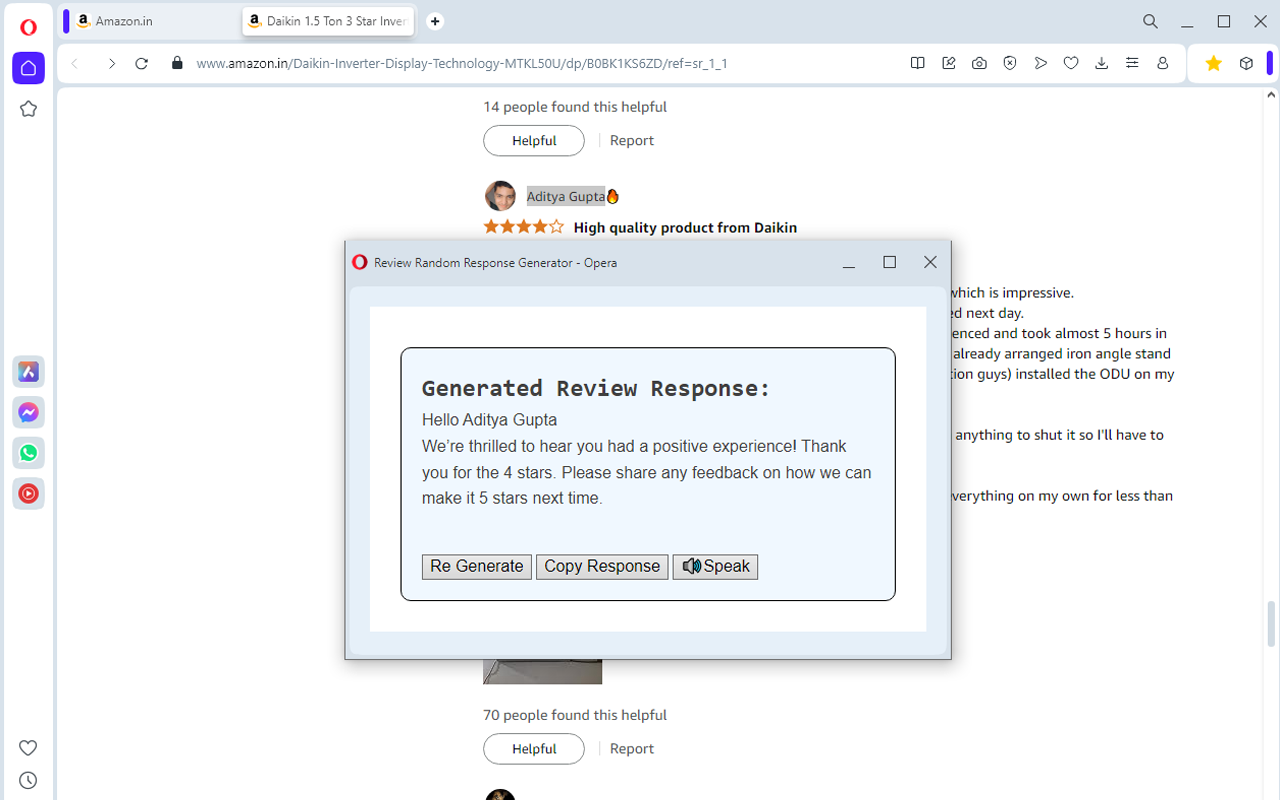 Amazon.in
Daikin 1.5 Ton 3 Star Inver
www.amazon.in/Daikin-Inverter-Display-Technology-MTKL50U/dp/B0BK1KS6ZD/ref=sr_1_1
14 people found this helpful
Helpful
Report
Aditya Gupta🔥
High quality product from Daikin
Review Random Response Generator - Opera
which is impressive.
ed next day.
enced and took almost 5 hours in
already arranged iron angle stand
tion guys) installed the ODU on my
anything to shut it so I'll have to
verything on my own for less than
Generated Review Response:
Hello Aditya Gupta
We're thrilled to hear you had a positive experience! Thank
you for the 4 stars. Please share any feedback on how we can
make it 5 stars next time.
Re Generate
Copy Response
🔊Speak
70 people found this helpful
Helpful
Report